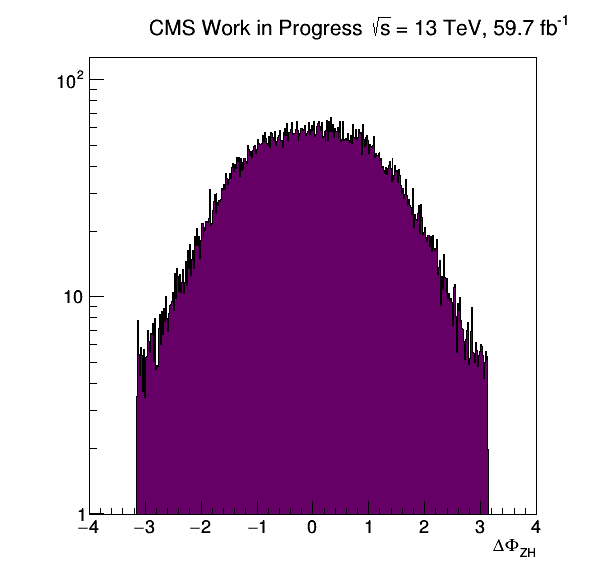 CMS Work in Progress √s = 13 TeV, 59.7 fb⁻¹
10²
10
1
−4 −3 −2 −1 0 1 2 3 4
ΔΦ_ZH